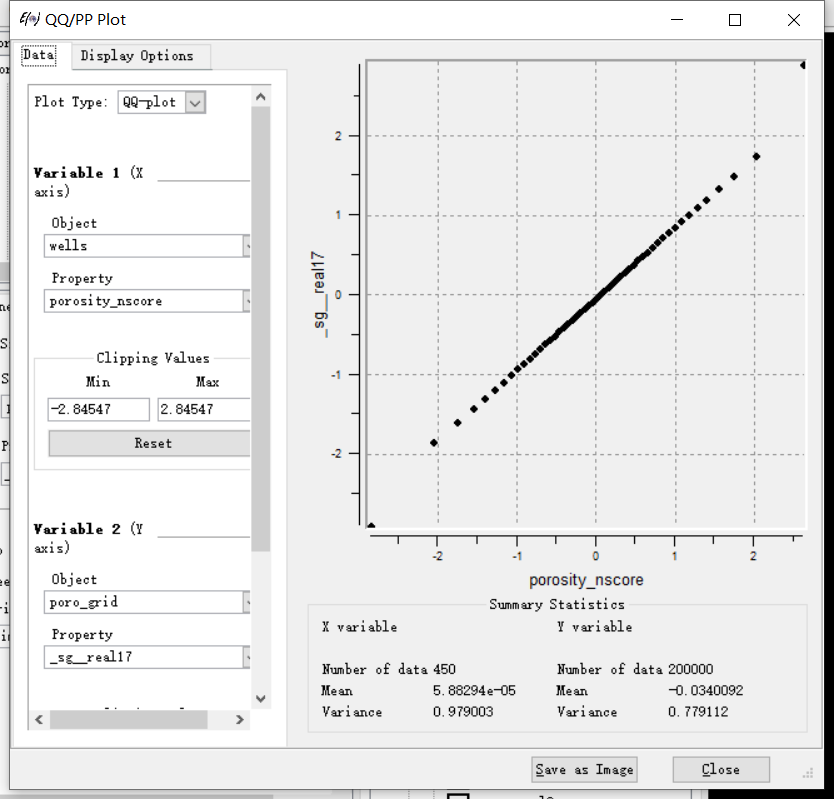 E{∂} QQ/PP Plot
Data
Display Options
Plot Type: QQ-plot
Variable 1 (X
axis)
Object
wells
Property
porosity_nscore
Clipping Values
Min Max
-2.84547 2.84547
Reset
Variable 2 (Y
axis)
Object
poro_grid
Property
_sg__real17
_sg__real17
2
1
0
-1
-2
-2 -1 0 1 2
porosity_nscore
Summary Statistics
X variable Y variable
Number of data 450 Number of data 200000
Mean 5.88294e-05 Mean -0.0340092
Variance 0.979003 Variance 0.779112
Save as Image Close